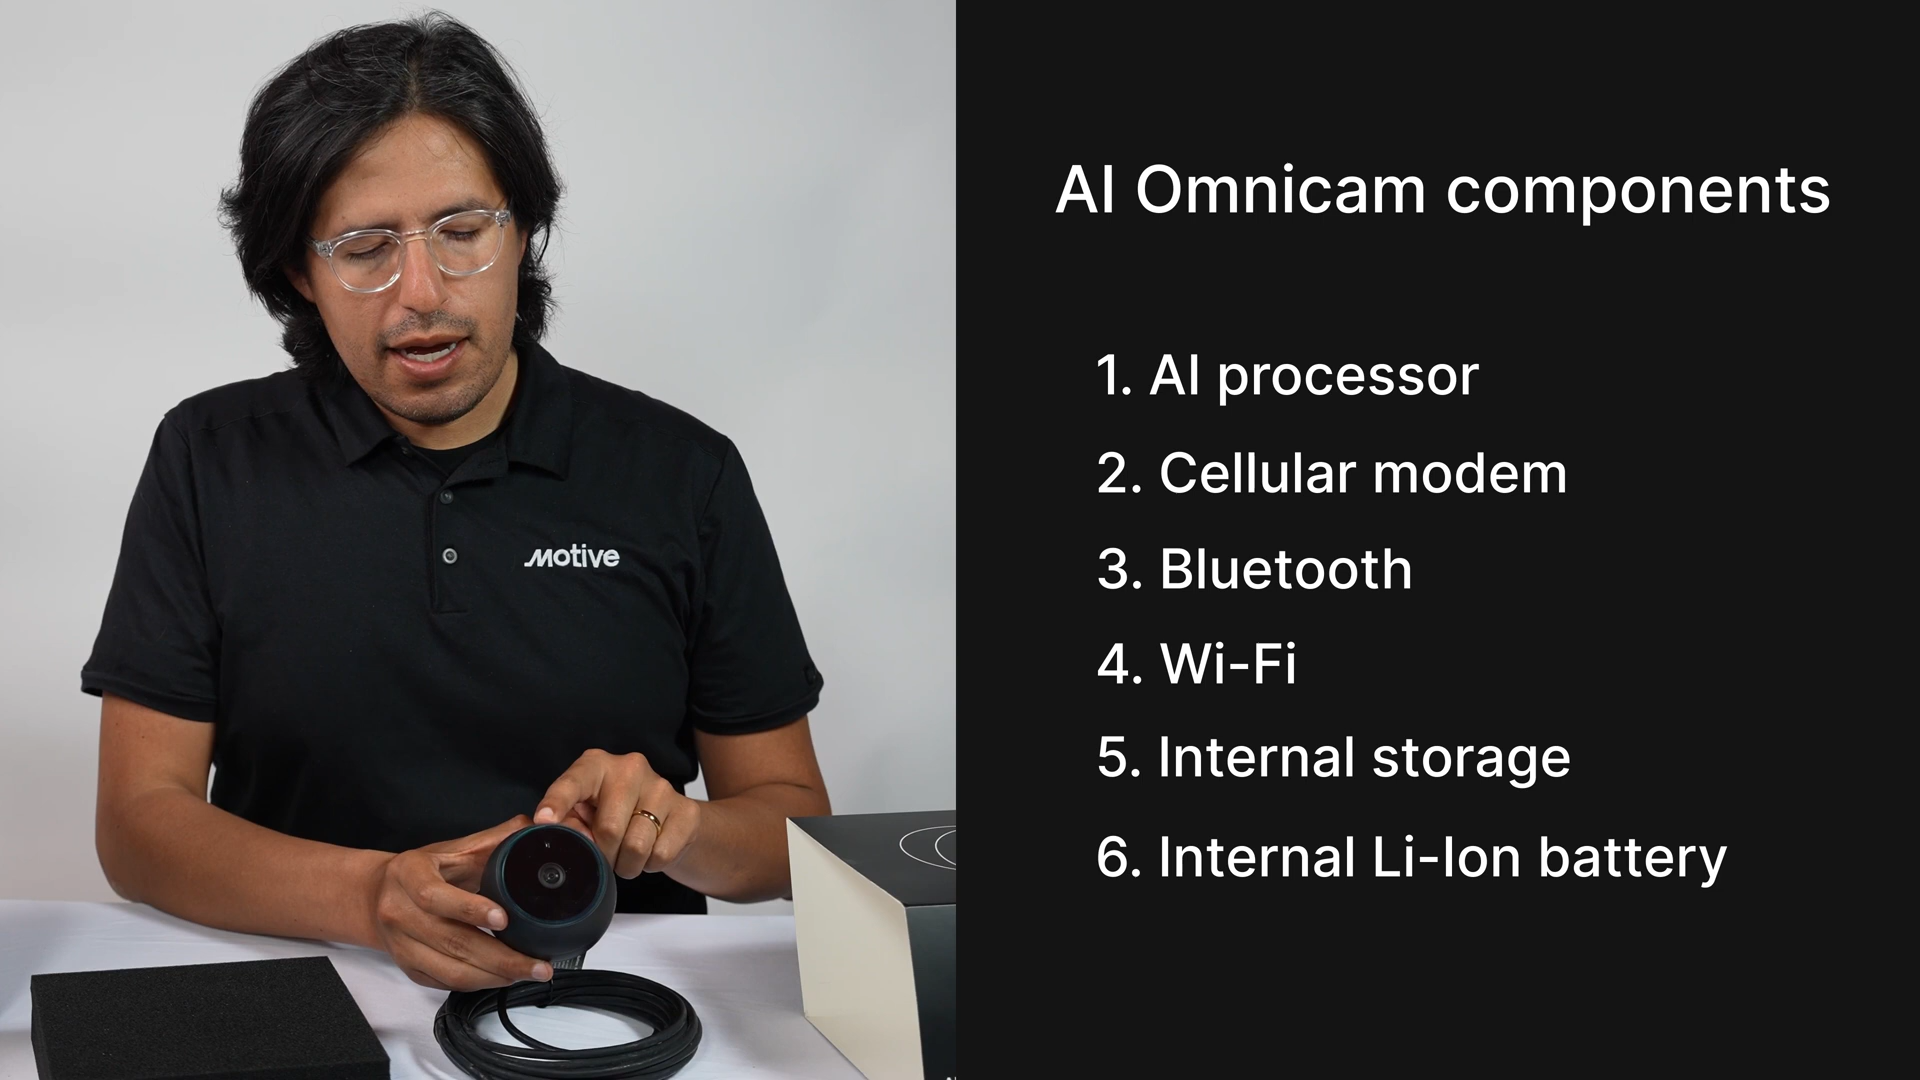 Motive
AI Omnicam components
1. AI processor
2. Cellular modem
3. Bluetooth
4. Wi-Fi
5. Internal storage
6. Internal Li-Ion battery